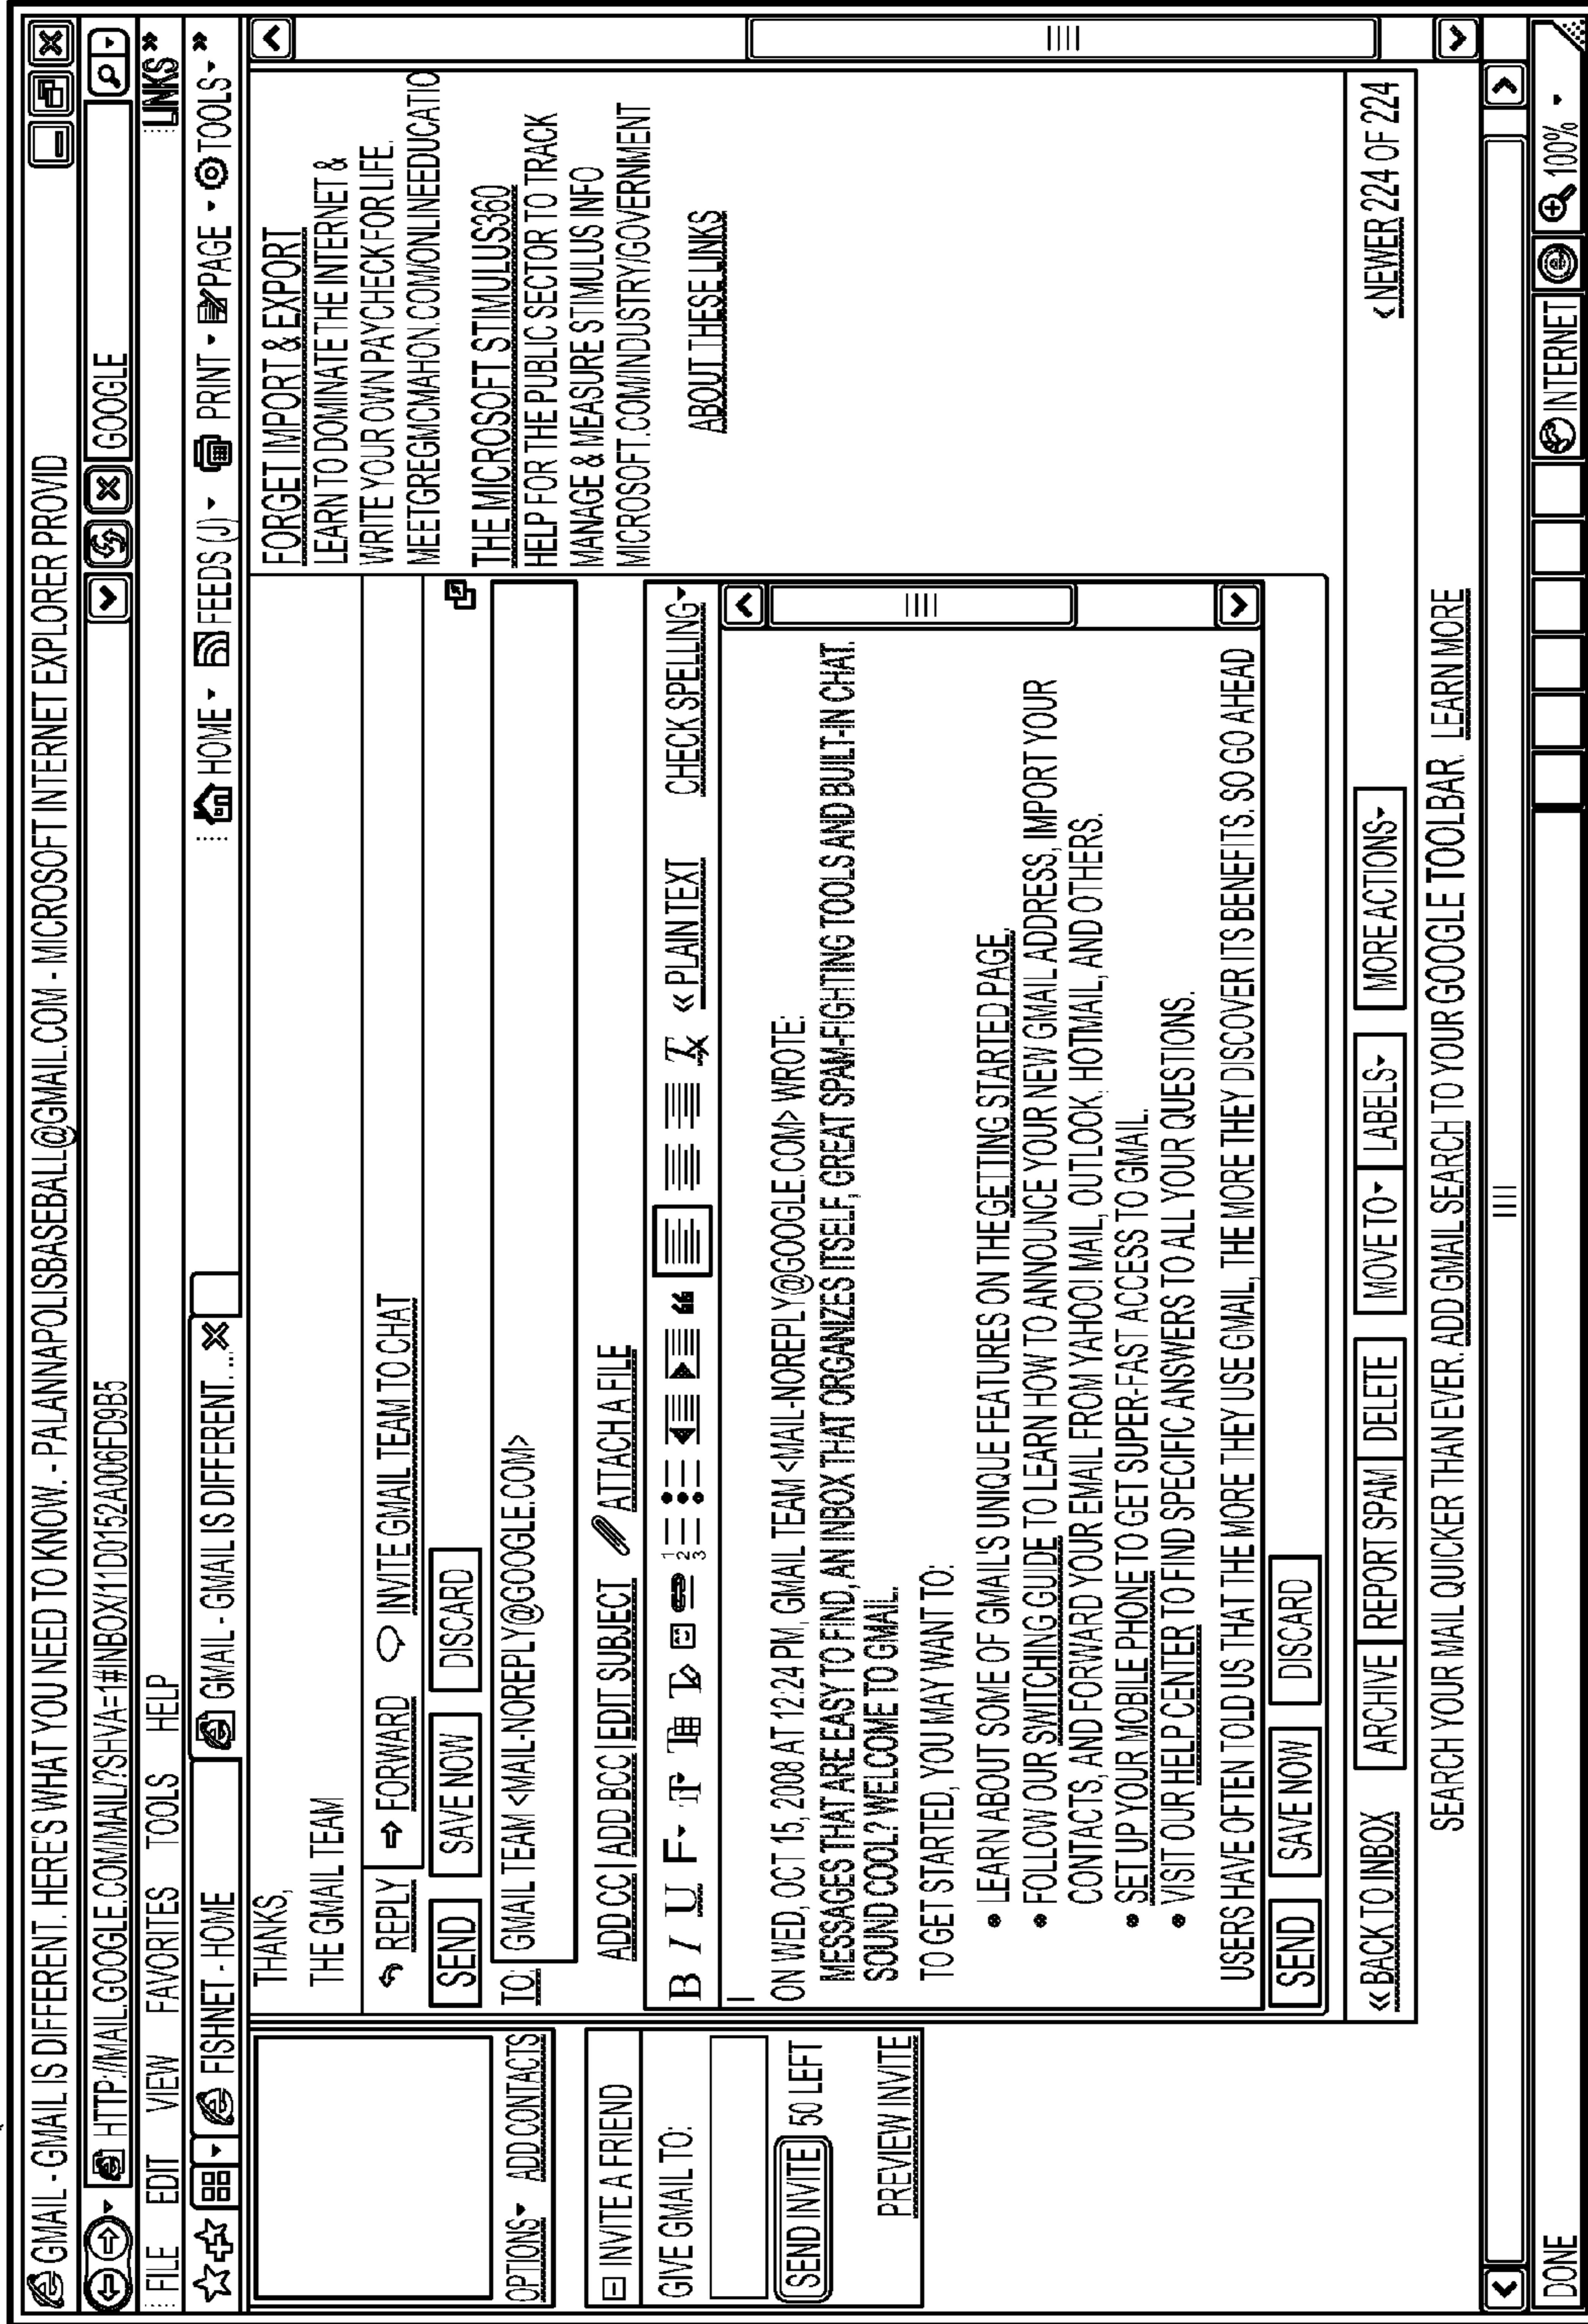 GMAIL - GMAIL IS DIFFERENT. HERE'S WHAT YOU NEED TO KNOW. - PALANNAPOLISBASEBALL@GMAIL.COM - MICROSOFT INTERNET EXPLORER PROVID
HTTP://MAIL.GOOGLE.COM/MAIL/?SHVA=1#INBOX/11D0152A006FD9B5
GOOGLE
FILE EDIT VIEW FAVORITES TOOLS HELP
LINKS »
FISHNET - HOME
GMAIL - GMAIL IS DIFFERENT. ...
HOME FEEDS (J) PRINT PAGE TOOLS »
THANKS,
THE GMAIL TEAM
REPLY FORWARD INVITE GMAIL TEAM TO CHAT
SEND SAVE NOW DISCARD
TO: GMAIL TEAM <MAIL-NOREPLY@GOOGLE.COM>
ADD CC | ADD BCC | EDIT SUBJECT ATTACH A FILE
B I U F T T T 1 2 3 " T « PLAIN TEXT CHECK SPELLING
ON WED, OCT 15, 2008 AT 12:24 PM, GMAIL TEAM <MAIL-NOREPLY@GOOGLE.COM> WROTE:
MESSAGES THAT ARE EASY TO FIND, AN INBOX THAT ORGANIZES ITSELF, GREAT SPAM-FIGHTING TOOLS AND BUILT-IN CHAT.
SOUND COOL? WELCOME TO GMAIL.
TO GET STARTED, YOU MAY WANT TO:
• LEARN ABOUT SOME OF GMAIL'S UNIQUE FEATURES ON THE GETTING STARTED PAGE.
• FOLLOW OUR SWITCHING GUIDE TO LEARN HOW TO ANNOUNCE YOUR NEW GMAIL ADDRESS, IMPORT YOUR
CONTACTS, AND FORWARD YOUR EMAIL FROM YAHOO! MAIL, OUTLOOK, HOTMAIL, AND OTHERS.
• SET UP YOUR MOBILE PHONE TO GET SUPER-FAST ACCESS TO GMAIL.
• VISIT OUR HELP CENTER TO FIND SPECIFIC ANSWERS TO ALL YOUR QUESTIONS.
USERS HAVE OFTEN TOLD US THAT THE MORE THEY USE GMAIL, THE MORE THEY DISCOVER ITS BENEFITS. SO GO AHEAD
SEND SAVE NOW DISCARD
OPTIONS ADD CONTACTS
INVITE A FRIEND
GIVE GMAIL TO:
SEND INVITE 50 LEFT
PREVIEW INVITE
FORGET IMPORT & EXPORT
LEARN TO DOMINATE THE INTERNET &
WRITE YOUR OWN PAYCHECK FOR LIFE.
MEETGREGMCMAHON.COM/ONLINEEDUCATIO
THE MICROSOFT STIMULUS360
HELP FOR THE PUBLIC SECTOR TO TRACK
MANAGE & MEASURE STIMULUS INFO
MICROSOFT.COM/INDUSTRY/GOVERNMENT
ABOUT THESE LINKS
« BACK TO INBOX ARCHIVE REPORT SPAM DELETE MOVE TO LABELS MORE ACTIONS
< NEWER 224 OF 224
SEARCH YOUR MAIL QUICKER THAN EVER. ADD GMAIL SEARCH TO YOUR GOOGLE TOOLBAR. LEARN MORE
DONE
INTERNET
100%